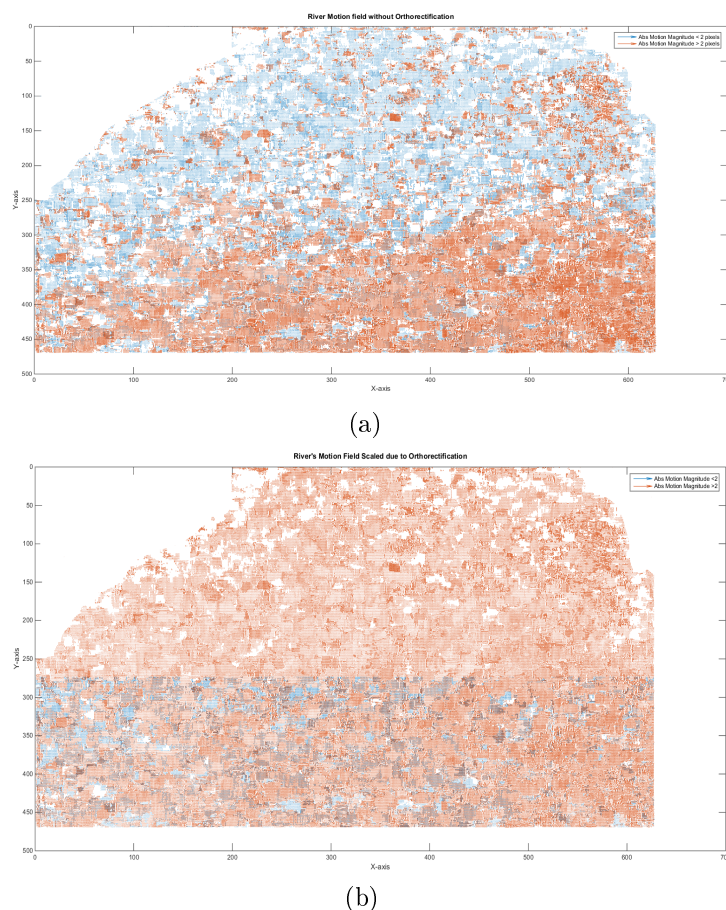 River Motion field without Orthorectification
Abs Motion Magnitude < 2 pixels
Abs Motion Magnitude > 2 pixels
0
50
100
150
200
250
300
350
400
450
500
Y-axis
0 100 200 300 400 500 600 700
X-axis
(a)
River's Motion Field Scaled due to Orthorectification
Abs Motion Magnitude <2
Abs Motion Magnitude >2
0
50
100
150
200
250
300
350
400
450
500
Y-axis
0 100 200 300 400 500 600 700
X-axis
(b)